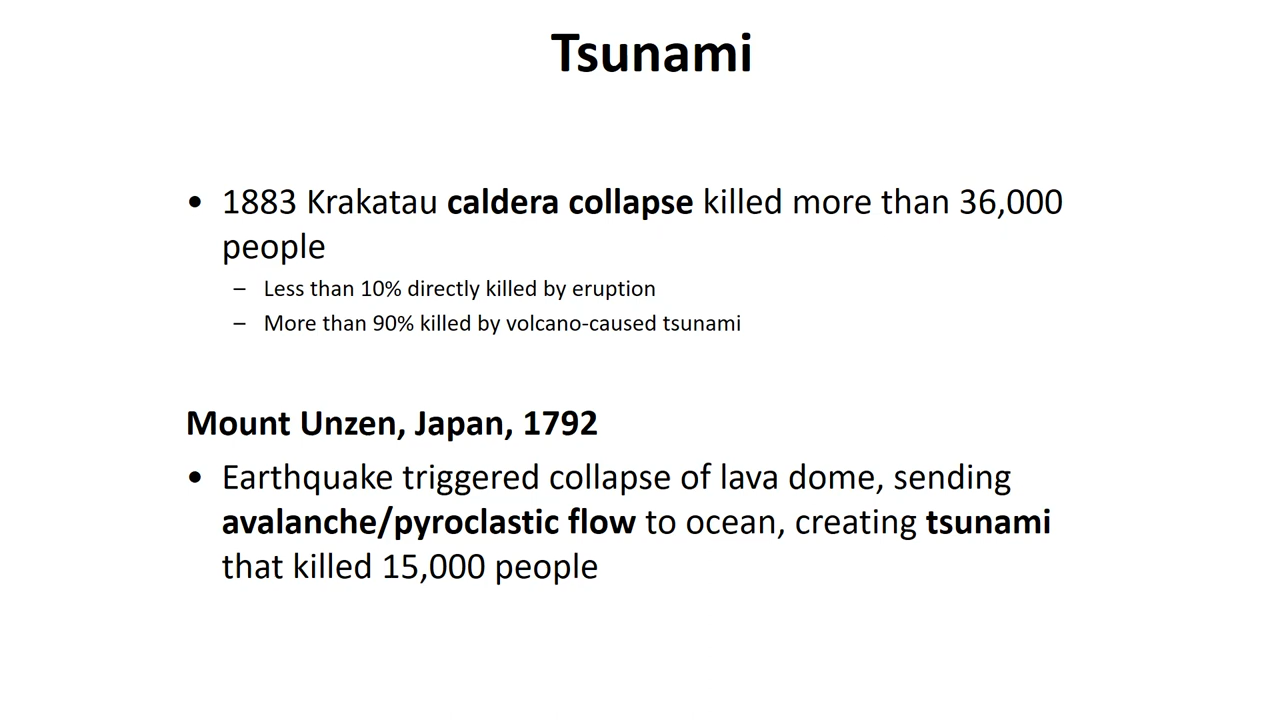 Tsunami
• 1883 Krakatau caldera collapse killed more than 36,000
people
– Less than 10% directly killed by eruption
– More than 90% killed by volcano-caused tsunami
Mount Unzen, Japan, 1792
• Earthquake triggered collapse of lava dome, sending
avalanche/pyroclastic flow to ocean, creating tsunami
that killed 15,000 people